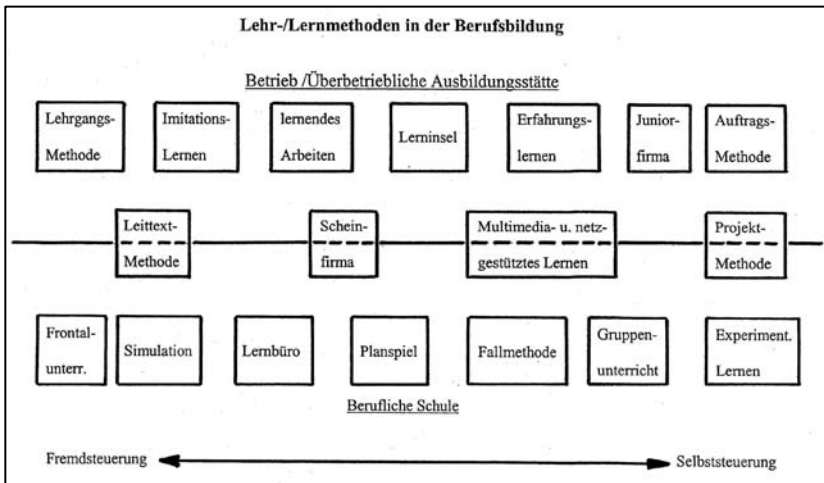 Lehr-/Lernmethoden in der Berufsbildung
Betrieb /Überbetriebliche Ausbildungsstätte
Lehrgangs-
Methode
Imitations-
Lernen
lernendes
Arbeiten
Lerninsel
Erfahrungs-
lernen
Junior-
firma
Auftrags-
Methode
Leittext-
Methode
Schein-
firma
Multimedia- u. netz-
gestütztes Lernen
Projekt-
Methode
Frontal-
unterr.
Simulation
Lernbüro
Planspiel
Fallmethode
Gruppen-
unterricht
Experiment.
Lernen
Berufliche Schule
Fremdsteuerung
Selbststeuerung